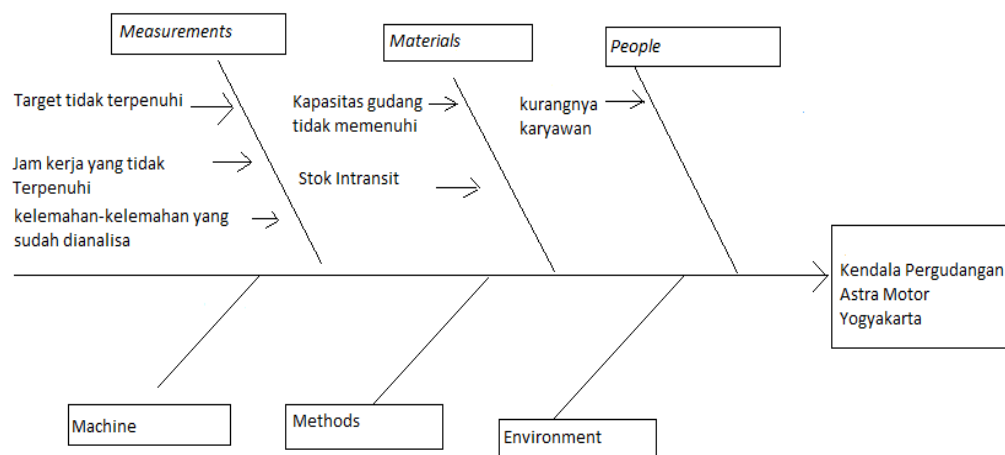 Measurements
Materials
People
Target tidak terpenuhi
Kapasitas gudang
tidak memenuhi
kurangnya
karyawan
Jam kerja yang tidak
Terpenuhi
Stok Intransit
kelemahan-kelemahan yang
sudah dianalisa
Kendala Pergudangan
Astra Motor
Yogyakarta
Machine
Methods
Environment